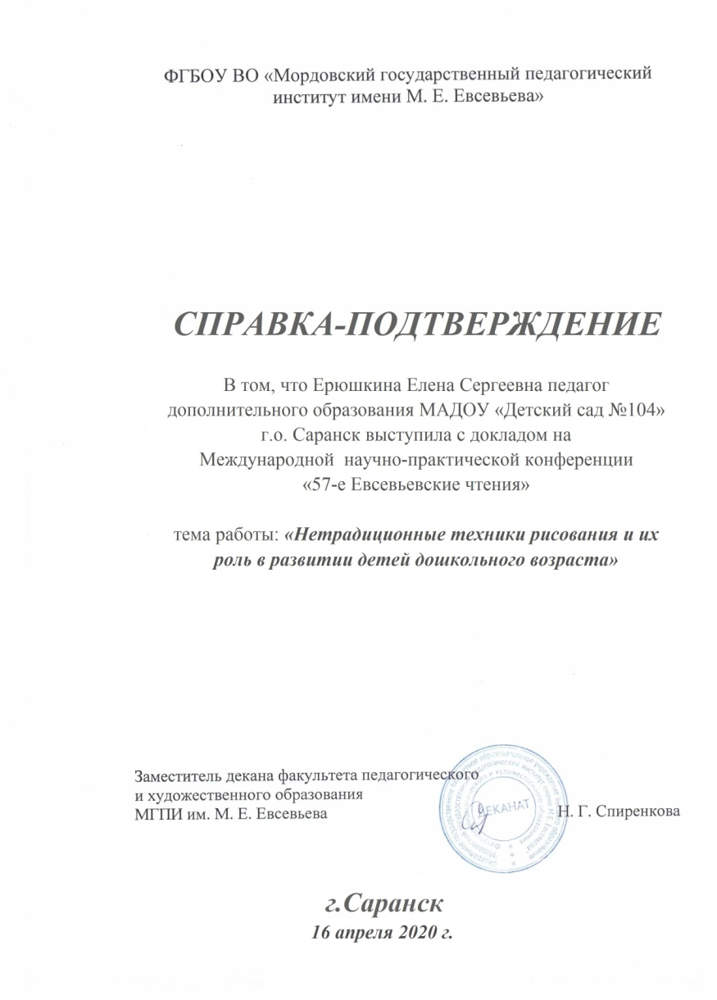 ФГБОУ ВО «Мордовский государственный педагогический
институт имени М. Е. Евсевьева»
СПРАВКА-ПОДТВЕРЖДЕНИЕ
В том, что Ерюшкина Елена Сергеевна педагог
дополнительного образования МАДОУ «Детский сад №104»
г.о. Саранск выступила с докладом на
Международной научно-практической конференции
«57-е Евсевьевские чтения»
тема работы: «Нетрадиционные техники рисования и их
роль в развитии детей дошкольного возраста»
Заместитель декана факультета педагогического
и художественного образования
МГПИ им. М. Е. Евсевьева
ДЕКАНАТ
Н. Г. Спиренкова
г.Саранск
16 апреля 2020 г.